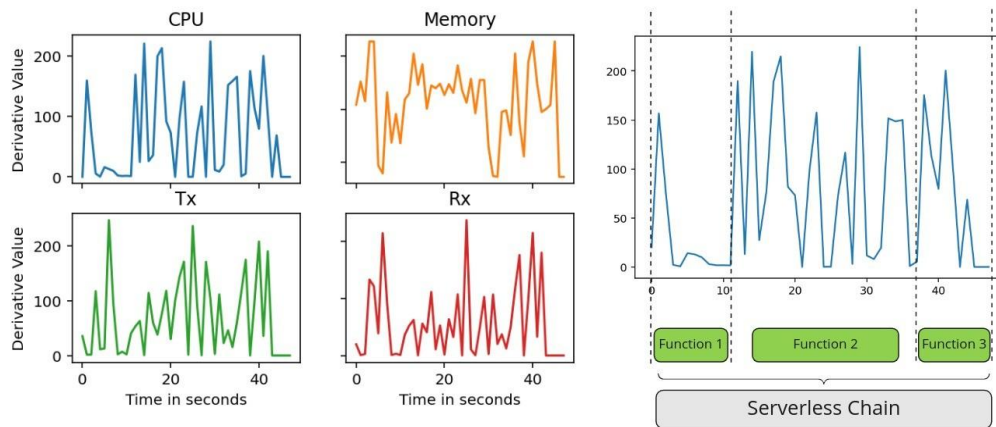 CPU
Memory
Derivative Value
200
100
0
Tx
Rx
Derivative Value
200
100
0
0
20
40
0
20
40
Time in seconds
Time in seconds
200
150
100
50
0
0
10
20
30
40
Function 1
Function 2
Function 3
Serverless Chain